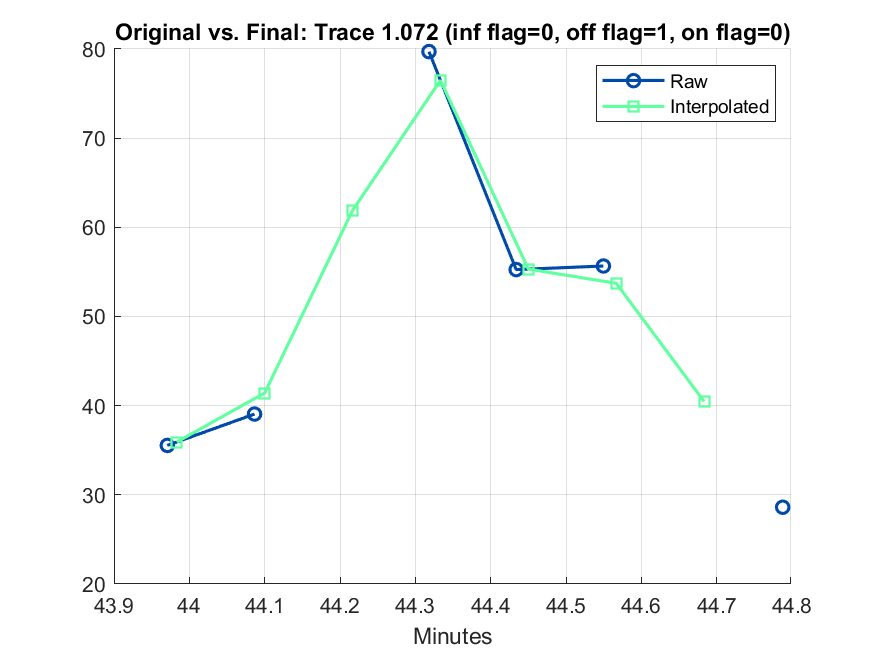 Original vs. Final: Trace 1.072 (inf flag=0, off flag=1, on flag=0)
80
70
60
50
40
30
20
Raw
Interpolated
43.9 44 44.1 44.2 44.3 44.4 44.5 44.6 44.7 44.8
Minutes